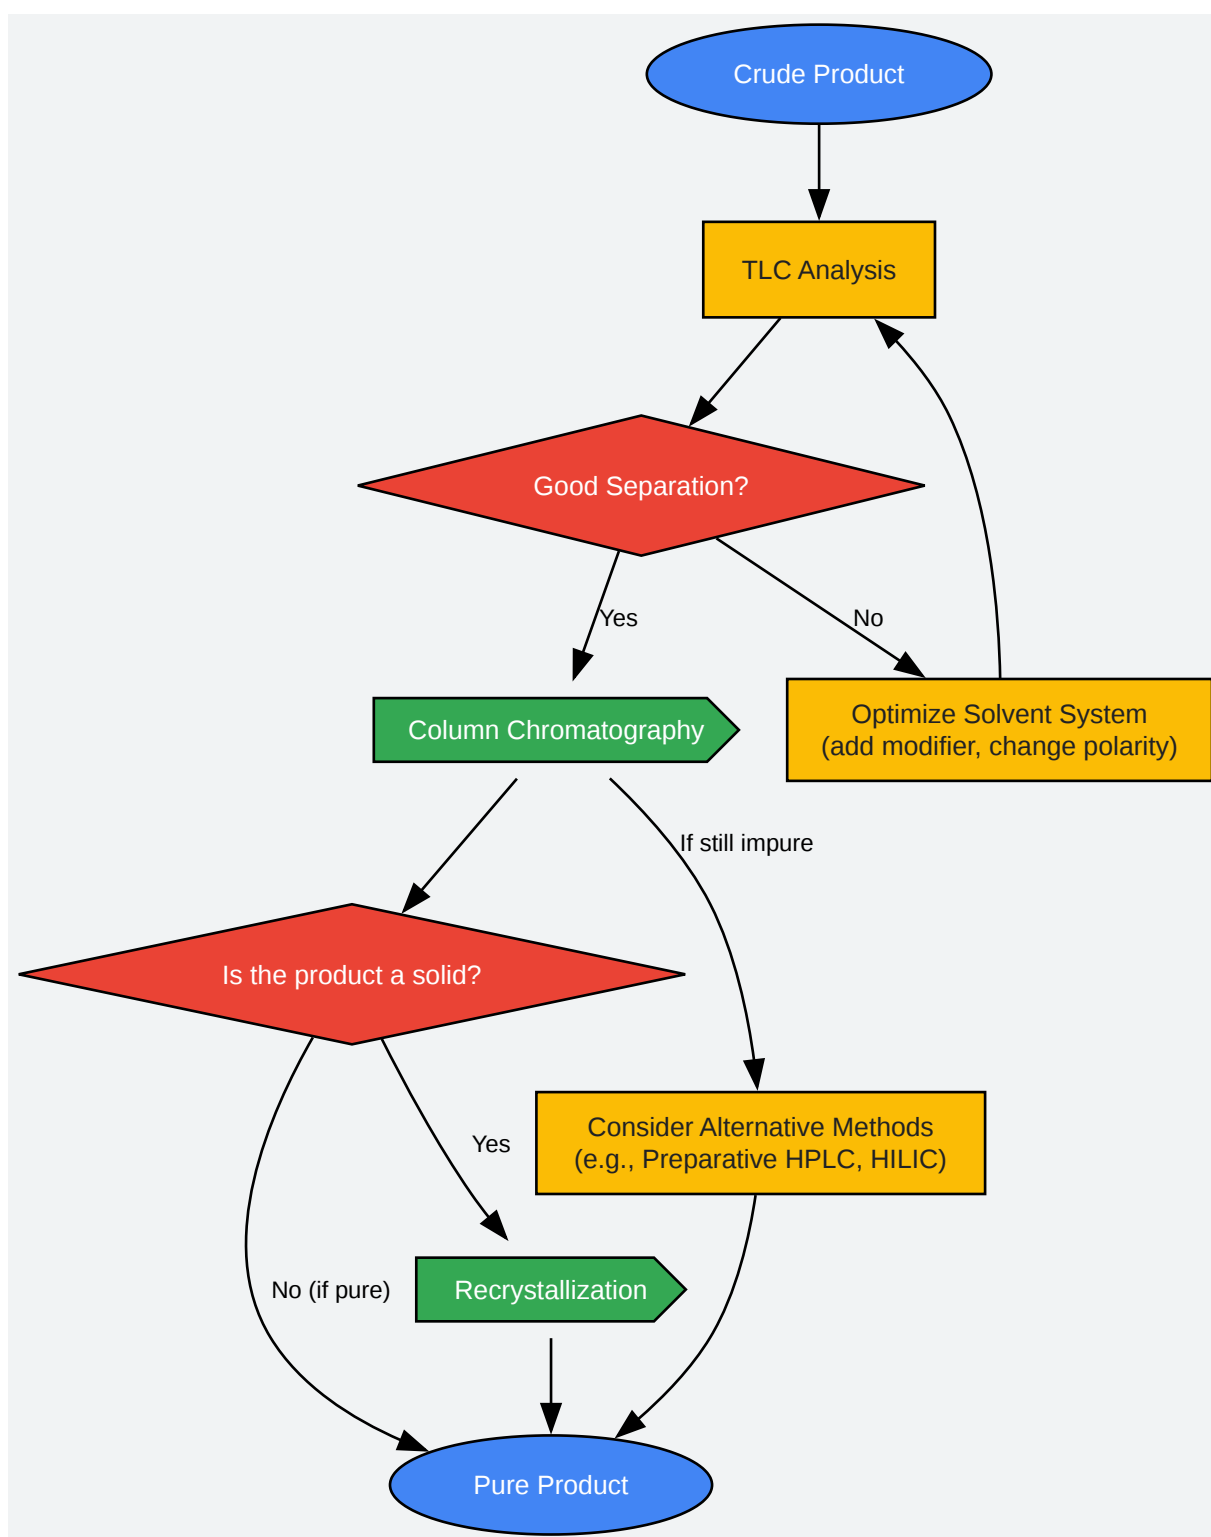 Crude Product
TLC Analysis
Good Separation?
Yes
No
Column Chromatography
Optimize Solvent System
(add modifier, change polarity)
If still impure
Is the product a solid?
Yes
Consider Alternative Methods
(e.g., Preparative HPLC, HILIC)
No (if pure)
Recrystallization
Pure Product